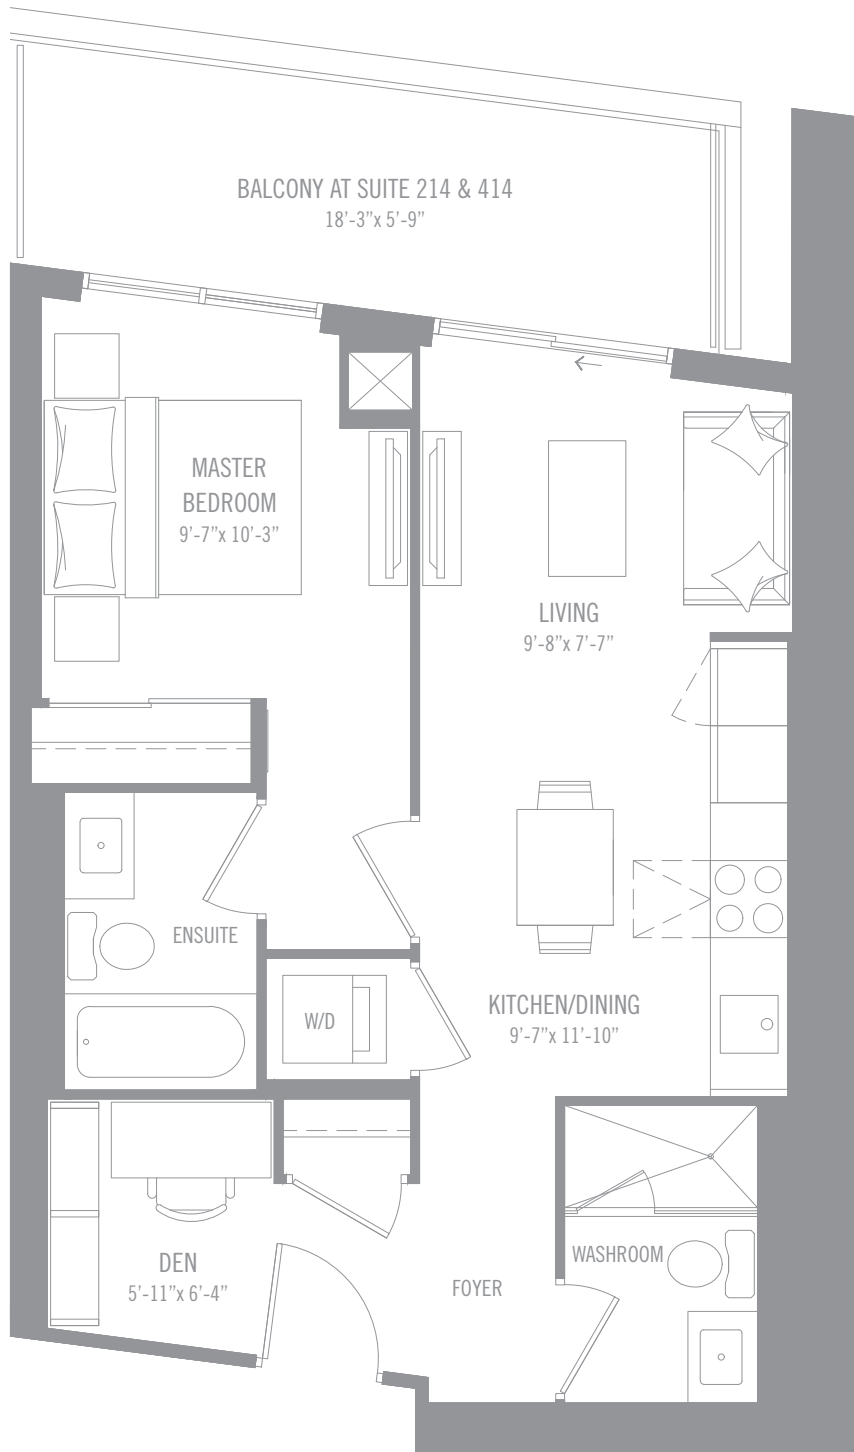 BALCONY AT SUITE 214 & 414
18’-3”x 5’-9”
MASTER
BEDROOM
9’-7”x 10’-3”
LIVING
9’-8”x 7’-7”
ENSUITE
W/D
KITCHEN/DINING
9’-7”x 11’-10”
DEN
5’-11”x 6’-4”
FOYER
WASHROOM